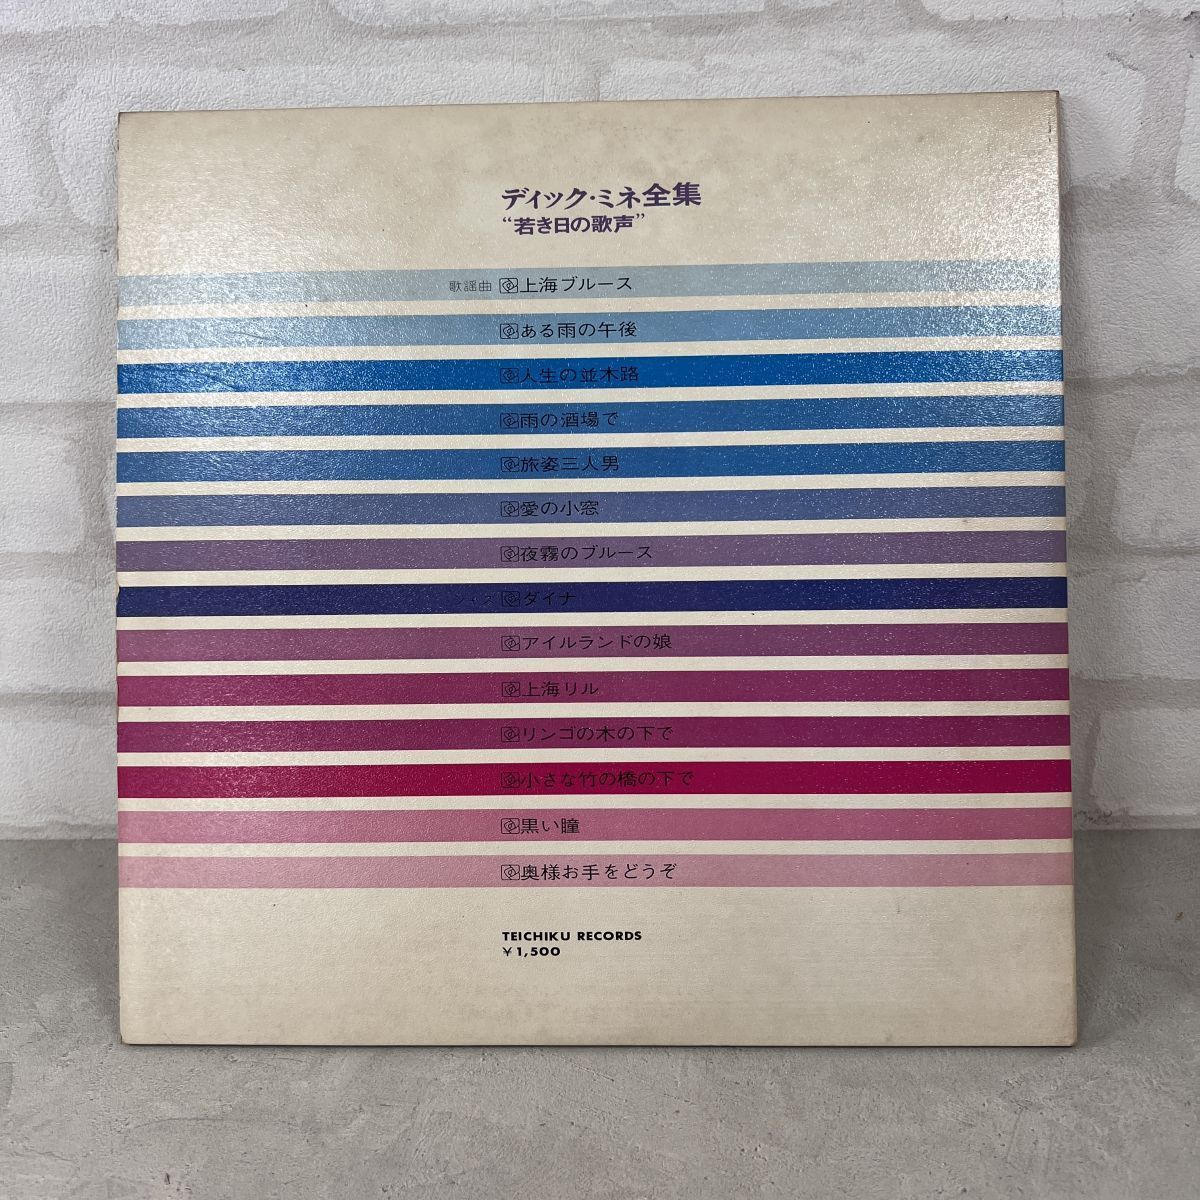 ディック・ミネ全集
“若き日の歌声”
歌謡曲 上海ブルース
ある雨の午後
人生の並木路
雨の酒場で
旅姿三人男
愛の小窓
夜霧のブルース
ダイナ
アイルランドの娘
上海リル
リンゴの木の下で
小さな竹の橋の下で
黒い瞳
奥様お手をどうぞ
TEICHIKU RECORDS
￥1,500